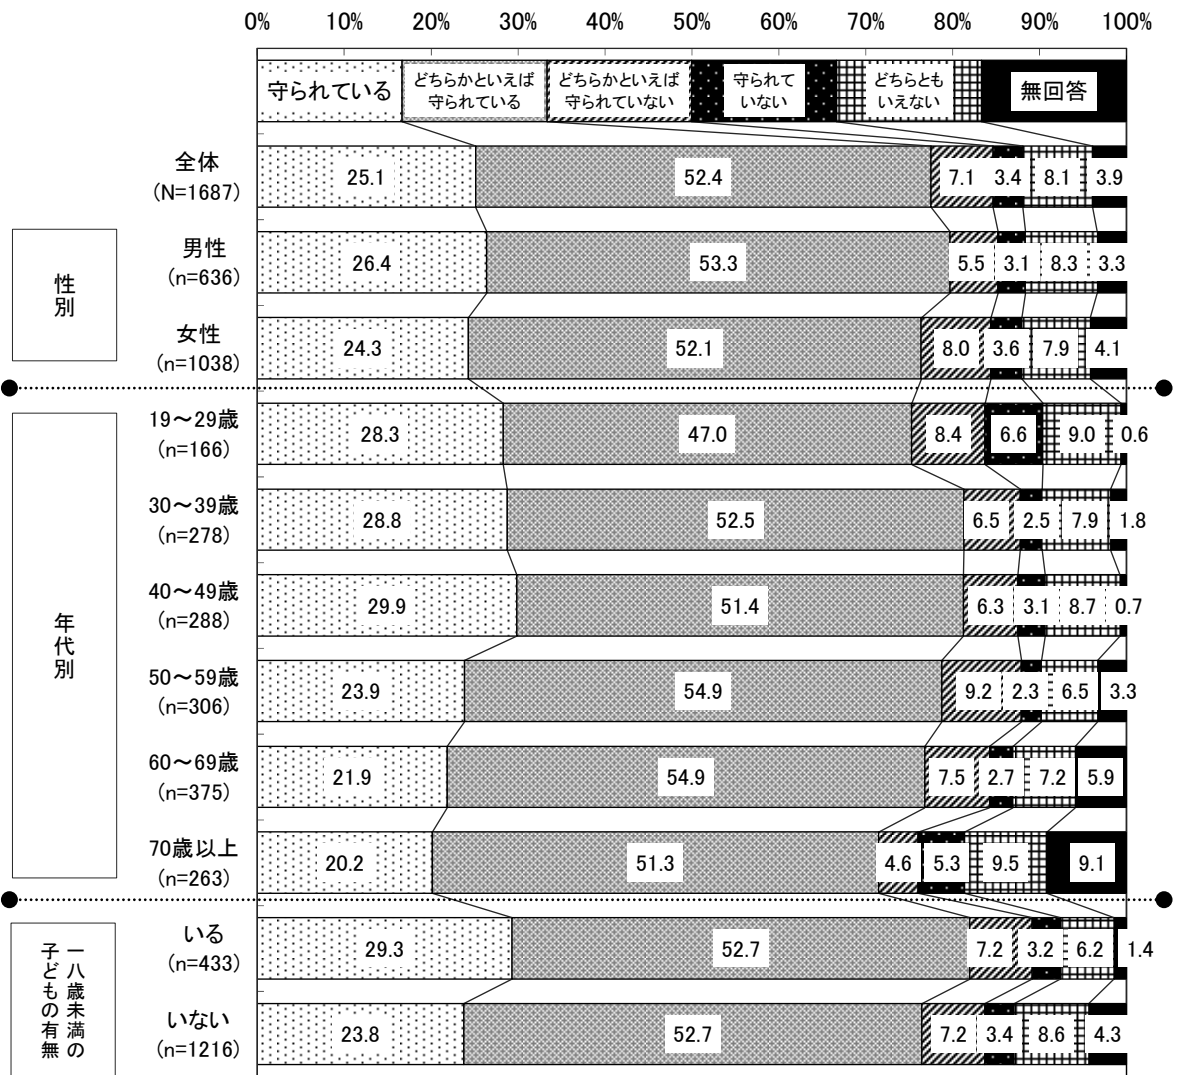 0% 10% 20% 30% 40% 50% 60% 70% 80% 90% 100%
守られている
どちらかといえば
守られている
どちらかといえば
守られていない
守られて
いない
どちらとも
いえない
無回答
全体
(N=1687)
25.1 52.4 7.1 3.4 8.1 3.9
性別
男性
(n=636)
26.4 53.3 5.5 3.1 8.3 3.3
女性
(n=1038)
24.3 52.1 8.0 3.6 7.9 4.1
年代別
19～29歳
(n=166)
28.3 47.0 8.4 6.6 9.0 0.6
30～39歳
(n=278)
28.8 52.5 6.5 2.5 7.9 1.8
40～49歳
(n=288)
29.9 51.4 6.3 3.1 8.7 0.7
50～59歳
(n=306)
23.9 54.9 9.2 2.3 6.5 3.3
60～69歳
(n=375)
21.9 54.9 7.5 2.7 7.2 5.9
70歳以上
(n=263)
20.2 51.3 4.6 5.3 9.5 9.1
一八歳未満の
子どもの有無
いる
(n=433)
29.3 52.7 7.2 3.2 6.2 1.4
いない
(n=1216)
23.8 52.7 7.2 3.4 8.6 4.3